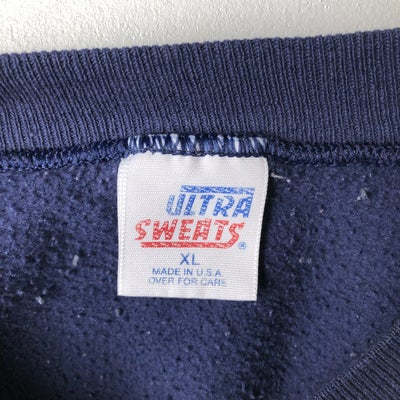 ULTRA
SWEATS®
XL
MADE IN U.S.A
OVER FOR CARE